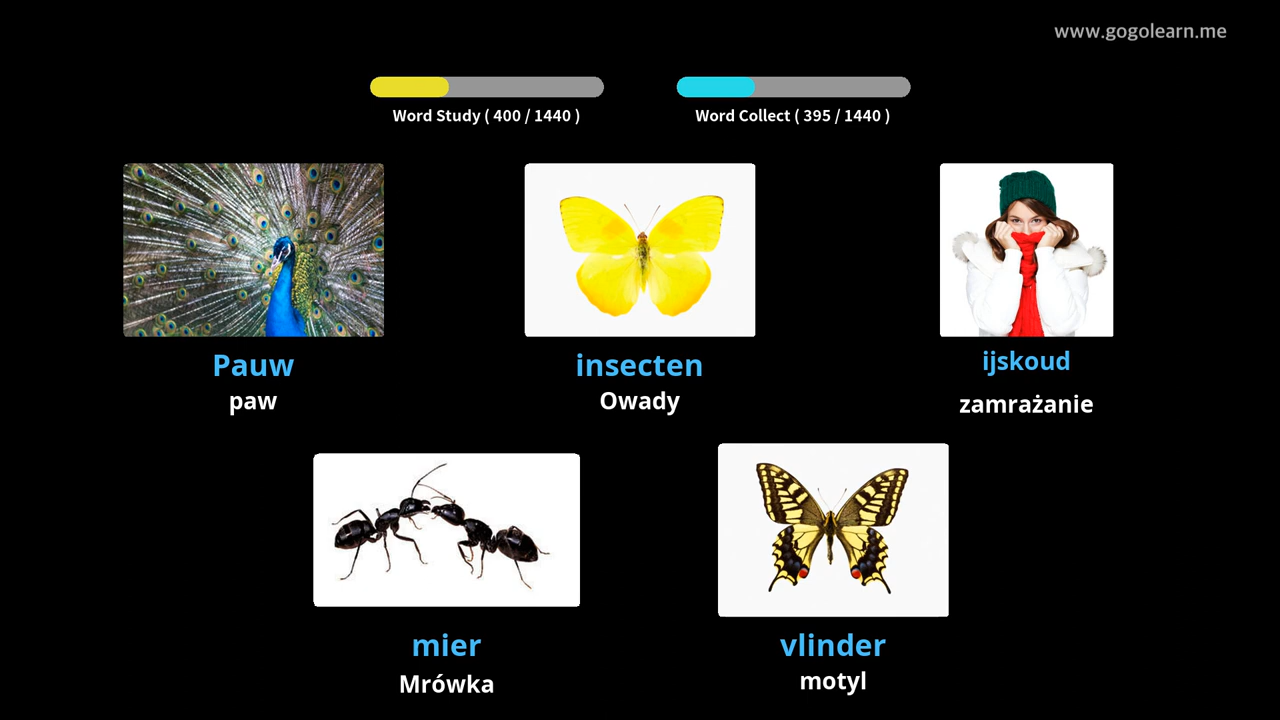 www.gogolearn.me
Word Study ( 400 / 1440 )
Word Collect ( 395 / 1440 )
Pauw
paw
insecten
Owady
ijskoud
zamrażanie
mier
Mrówka
vlinder
motyl